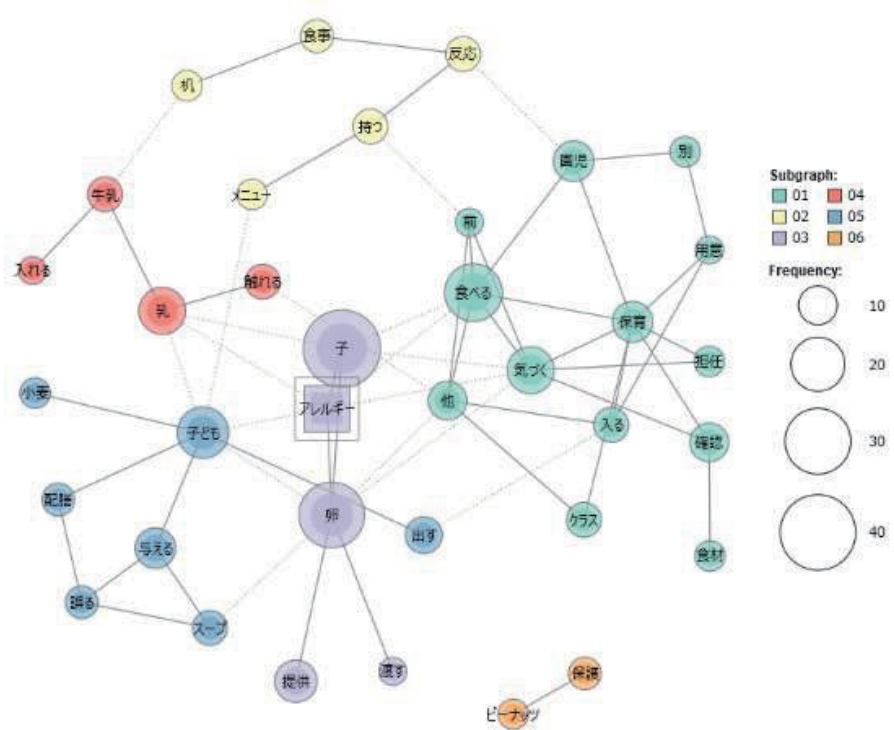 食事
反応
机
持つ
園児
別
牛乳
メニュー
前
用意
入れる
触れる
食べる
乳
保育
子
気づく
担任
小麦
アレルギー
他
子ども
入る
確認
配膳
卵
出す
クラス
与える
食材
誤る
スープ
提供
渡す
保護
ピーナッツ
Subgraph:
01 04
02 05
03 06
Frequency:
10
20
30
40